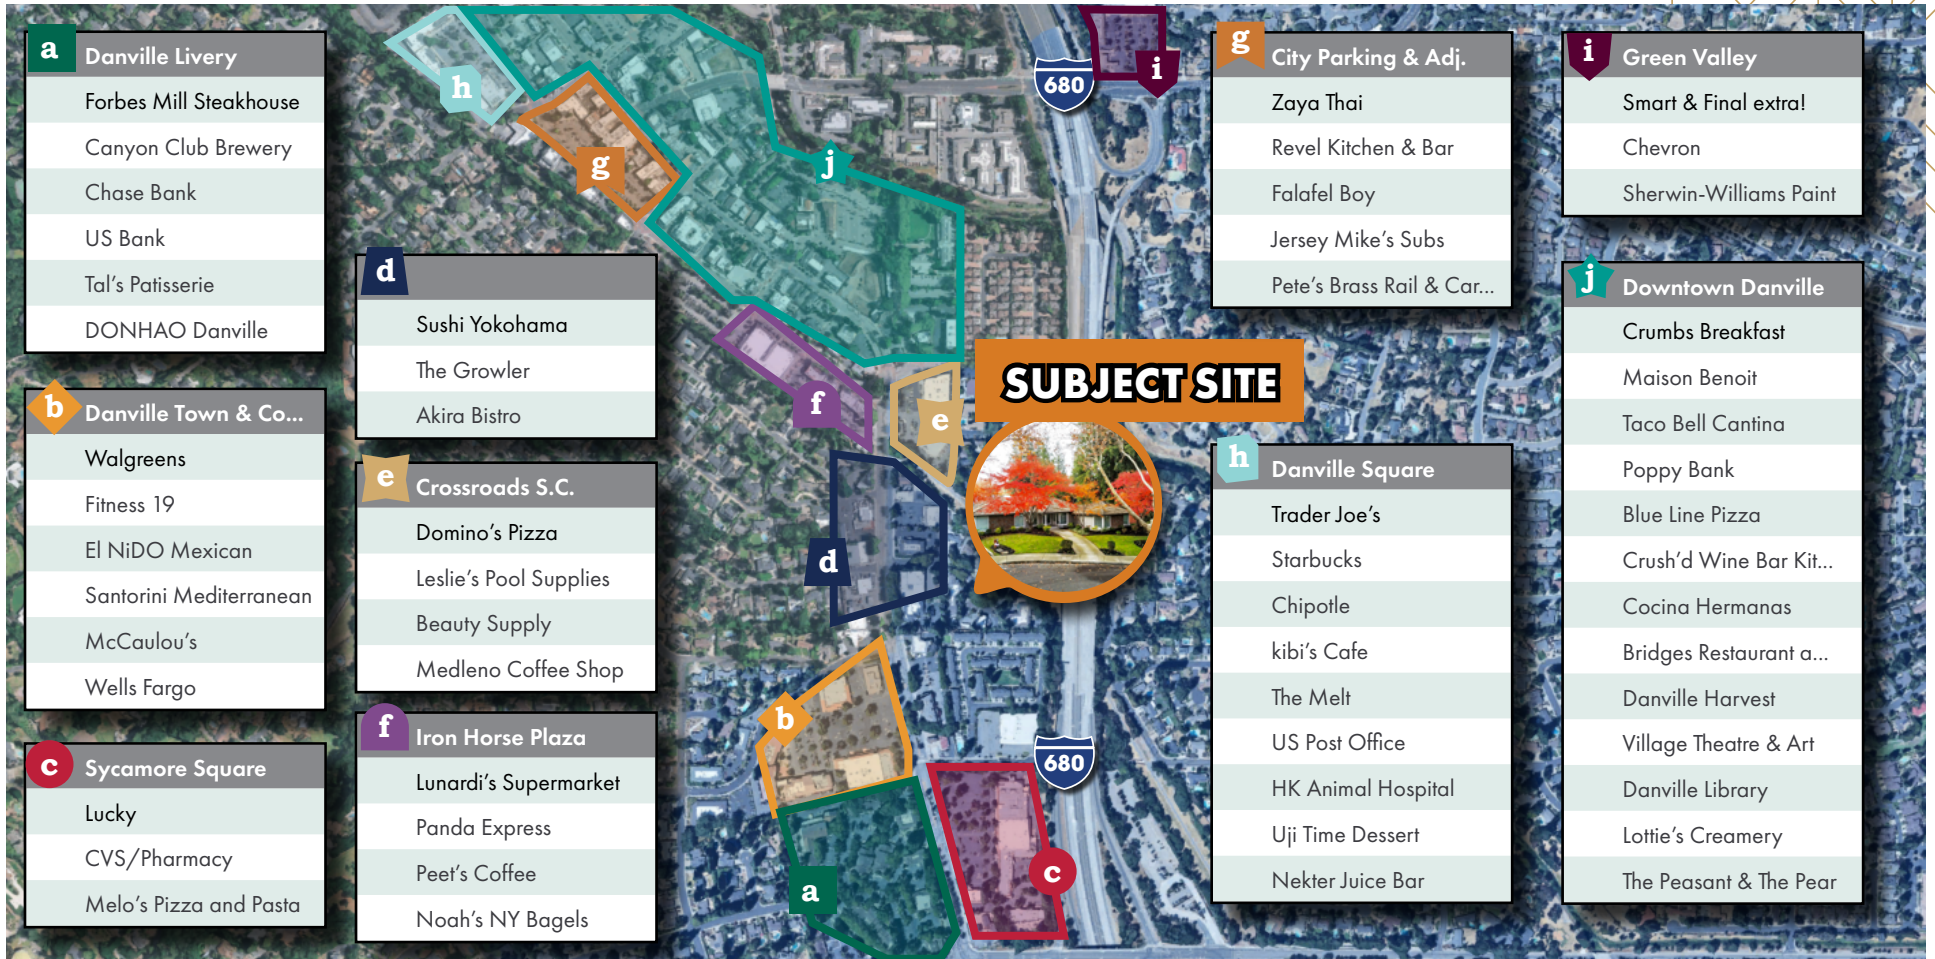 a
Danville Livery
Forbes Mill Steakhouse
Canyon Club Brewery
Chase Bank
US Bank
Tal's Patisserie
DONHAO Danville
b
Danville Town & Co...
Walgreens
Fitness 19
El NiDO Mexican
Santorini Mediterranean
McCaulou's
Wells Fargo
c
Sycamore Square
Lucky
CVS/Pharmacy
Melo's Pizza and Pasta
d
Sushi Yokohama
The Growler
Akira Bistro
e
Crossroads S.C.
Domino's Pizza
Leslie's Pool Supplies
Beauty Supply
Medleno Coffee Shop
f
Iron Horse Plaza
Lunardi's Supermarket
Panda Express
Peet's Coffee
Noah's NY Bagels
h
g
j
680
i
f
e
SUBJECT SITE
d
b
680
a
c
g
City Parking & Adj.
Zaya Thai
Revel Kitchen & Bar
Falafel Boy
Jersey Mike's Subs
Pete's Brass Rail & Car...
h
Danville Square
Trader Joe's
Starbucks
Chipotle
kibi's Cafe
The Melt
US Post Office
HK Animal Hospital
Uji Time Dessert
Nekter Juice Bar
i
Green Valley
Smart & Final extra!
Chevron
Sherwin-Williams Paint
j
Downtown Danville
Crumbs Breakfast
Maison Benoit
Taco Bell Cantina
Poppy Bank
Blue Line Pizza
Crush'd Wine Bar Kit...
Cocina Hermanas
Bridges Restaurant a...
Danville Harvest
Village Theatre & Art
Danville Library
Lottie's Creamery
The Peasant & The Pear